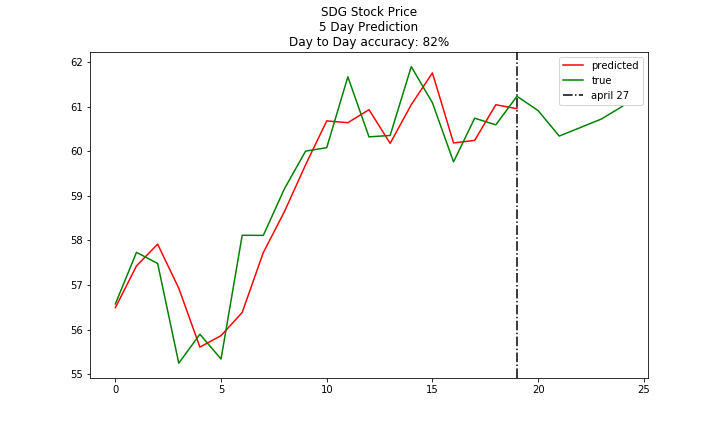 SDG Stock Price
5 Day Prediction
Day to Day accuracy: 82%
predicted
true
april 27
62
61
60
59
58
57
56
55
0 5 10 15 20 25